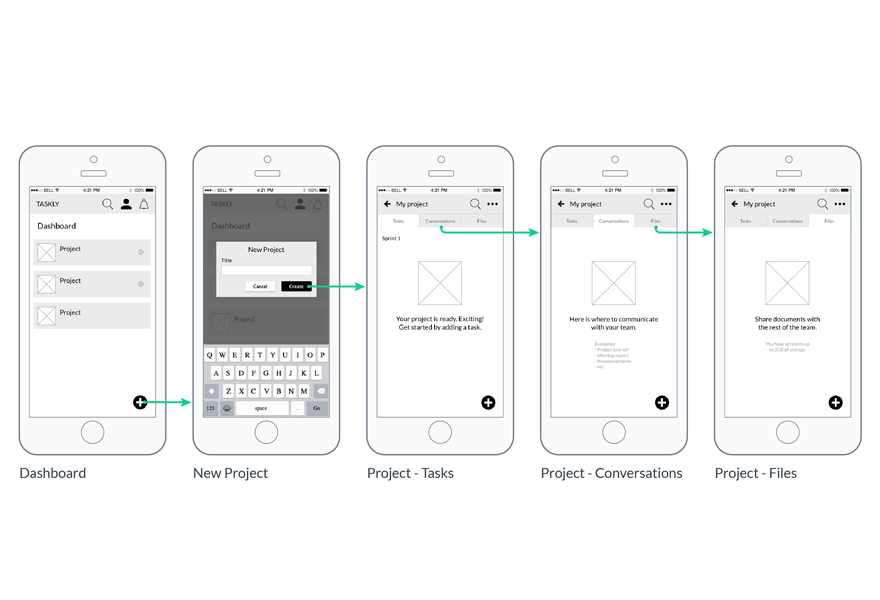 BELL 4:21 PM 100%
TASKLY
Dashboard
Project
Project
Project
Dashboard
BELL 4:21 PM 100%
TASKLY
Dashboard
New Project
Title
Cancel Create
Project
Q W E R T Y U I O P
A S D F G H J K L
Z X C V B N M
123 space . Go
New Project
BELL 4:21 PM 100%
My project
Tasks Conversations Files
Sprint 1
Your project is ready. Exciting!
Get started by adding a task.
Project - Tasks
BELL 4:21 PM 100%
My project
Tasks Conversations Files
Here is where to communicate
with your team.
Examples:
- Project kick-off
- Morning report
- Announcements
- etc
Project - Conversations
BELL 4:21 PM 100%
My project
Tasks Conversations Files
Share documents with
the rest of the team.
You have access to up
of storage.
Project - Files